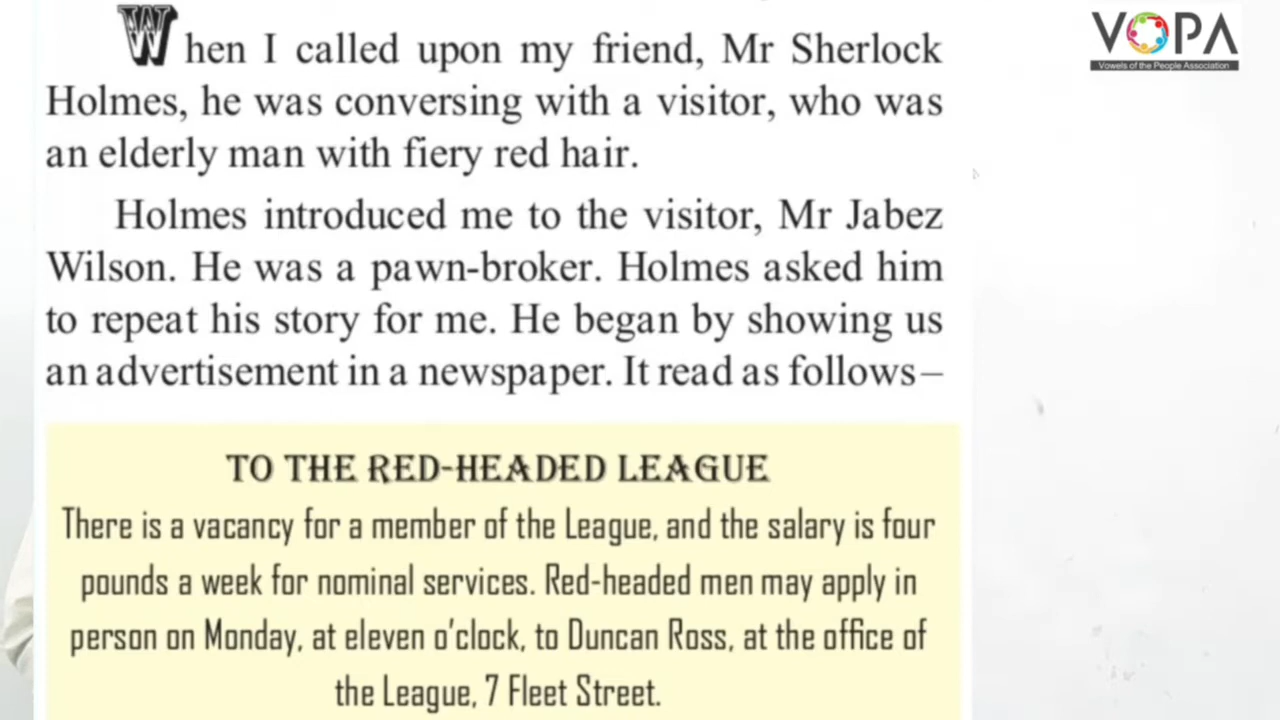 When I called upon my friend, Mr Sherlock
Holmes, he was conversing with a visitor, who was
an elderly man with fiery red hair.
Holmes introduced me to the visitor, Mr Jabez
Wilson. He was a pawn-broker. Holmes asked him
to repeat his story for me. He began by showing us
an advertisement in a newspaper. It read as follows–
TO THE RED-HEADED LEAGUE
There is a vacancy for a member of the League, and the salary is four
pounds a week for nominal services. Red-headed men may apply in
person on Monday, at eleven o'clock, to Duncan Ross, at the office of
the League, 7 Fleet Street.
VOPA
Vowels of the People Association